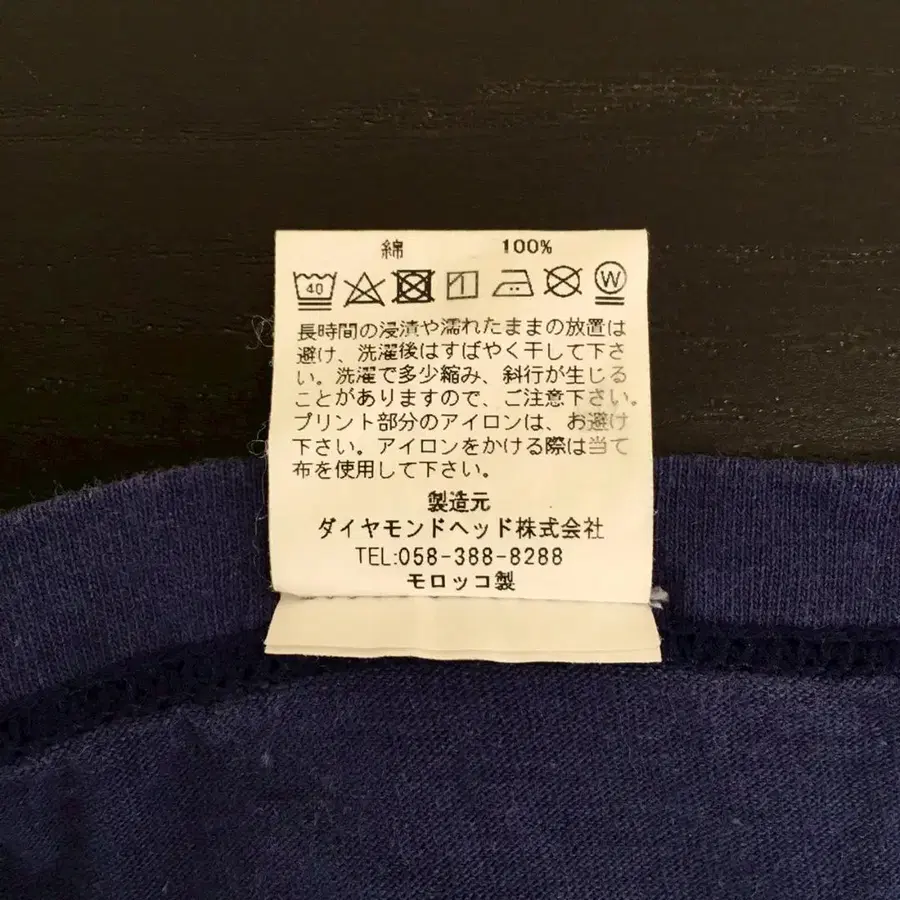 綿 100%
40 W
長時間の浸漬や濡れたままの放置は
避け、洗濯後はすばやく干して下さ
い。洗濯で多少縮み、斜行が生じる
ことがありますので、ご注意下さい。
プリント部分のアイロンは、お避け
下さい。アイロンをかける際は当て
布を使用して下さい。
製造元
ダイヤモンドヘッド株式会社
TEL:058-388-8288
モロッコ製